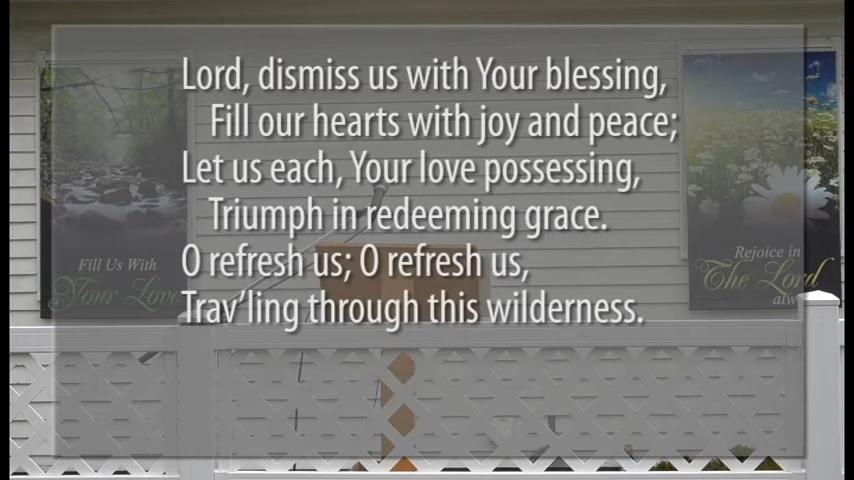 Lord, dismiss us with Your blessing,
Fill our hearts with joy and peace;
Let us each, Your love possessing,
Triumph in redeeming grace.
O refresh us; O refresh us,
Trav'ling through this wilderness.
Fill Us With
Your Love
Rejoice in
The Lord
alw